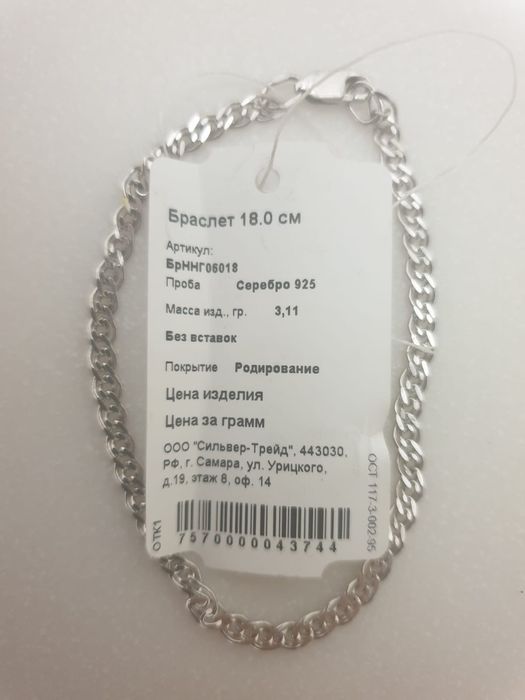 Браслет 18.0 см
Артикул:
БрННГ06018
Проба Серебро 925
Масса изд., гр. 3,11
Без вставок
Покрытие Родирование
Цена изделия
Цена за грамм
ООО "Сильвер-Трейд", 443030,
РФ, г. Самара, ул. Урицкого,
д.19, этаж 8, оф. 14
ОТК1
7570000043744
ОСТ 117-3-002-95